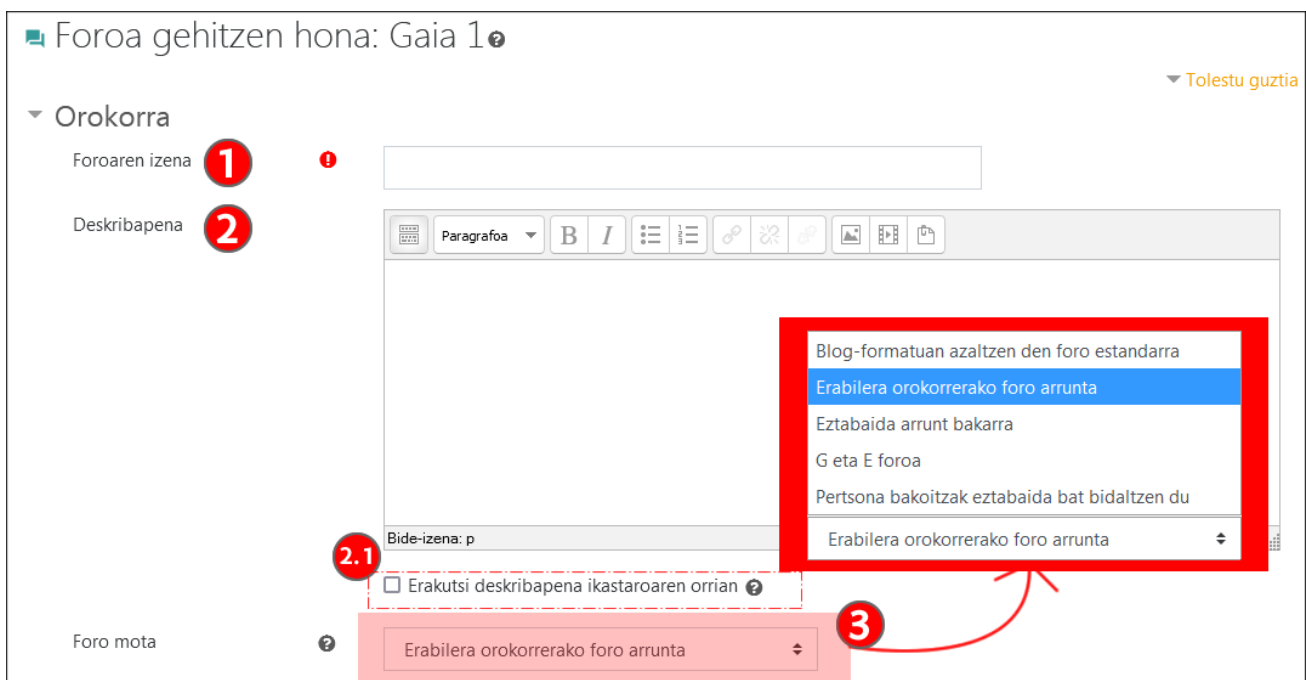 Foroa gehitzen hona: Gaia 1
Tolestu guztia
Orokorra
Foroaren izena 1
Deskribapena 2
Paragrafoa B I
Blog-formatuan azaltzen den foro estandarra
Erabilera orokorrerako foro arrunta
Eztabaida arrunt bakarra
G eta E foroa
Pertsona bakoitzak eztabaida bat bidaltzen du
Erabilera orokorrerako foro arrunta
Bide-izena: p
2.1
Erakutsi deskribapena ikastaroaren orrian
Foro mota
Erabilera orokorrerako foro arrunta
3